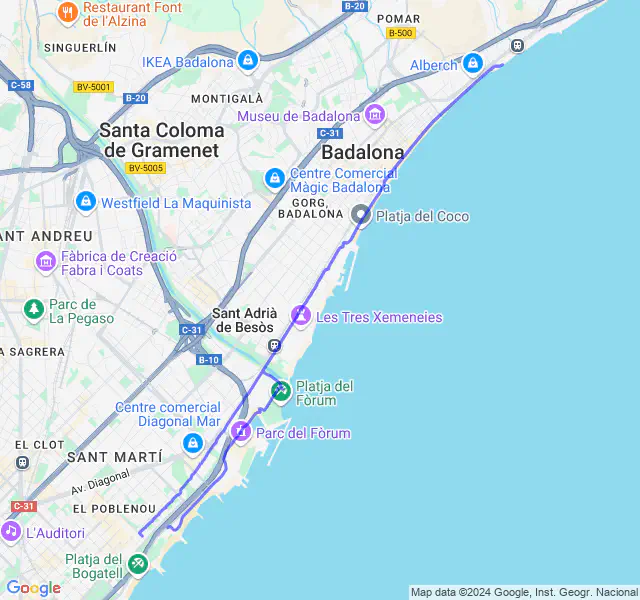 Restaurant Font
de l'Alzina
B-20
POMAR
B-500
SINGUERLÍN
IKEA Badalona
Alberch
C-58
BV-5001
B-20
MONTIGALÀ
Museu de Badalona
Santa Coloma
de Gramenet
C-31
Badalona
BV-5005
Centre Comercial
Màgic Badalona
Westfield La Maquinista
GORG,
BADALONA
Platja del Coco
ANT ANDREU
Fàbrica de Creació
Fabra i Coats
Parc de
La Pegaso
Sant Adrià
de Besòs
Les Tres Xemeneies
C-31
A SAGRERA
B-10
Platja del
Fòrum
Centre comercial
Diagonal Mar
Parc del Fòrum
EL CLOT
SANT MARTÍ
Av. Diagonal
C-31
EL POBLENOU
L'Auditori
Platja del
Bogatell
Google
Map data ©2024 Google, Inst. Geogr. Nacional